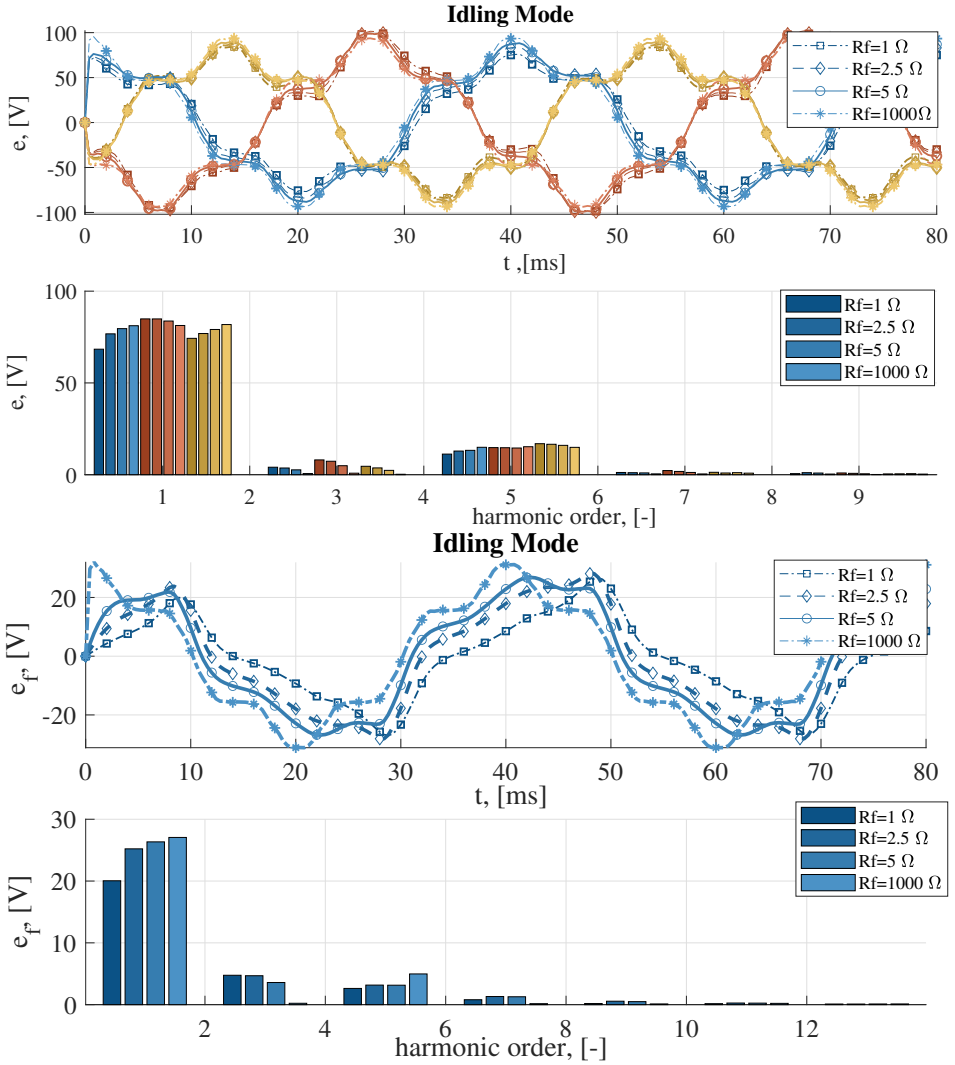 Idling Mode
e, [V]
100
50
0
-50
-100
Rf=1 Ω
Rf=2.5 Ω
Rf=5 Ω
Rf=1000Ω
0 10 20 30 40 50 60 70 80
t ,[ms]
e, [V]
100
50
0
Rf=1 Ω
Rf=2.5 Ω
Rf=5 Ω
Rf=1000 Ω
1 2 3 4 5 6 7 8 9
harmonic order, [-]
Idling Mode
e_f, [V]
20
0
-20
Rf=1 Ω
Rf=2.5 Ω
Rf=5 Ω
Rf=1000 Ω
0 10 20 30 40 50 60 70 80
t, [ms]
e_f, [V]
30
20
10
0
Rf=1 Ω
Rf=2.5 Ω
Rf=5 Ω
Rf=1000 Ω
2 4 6 8 10 12
harmonic order, [-]